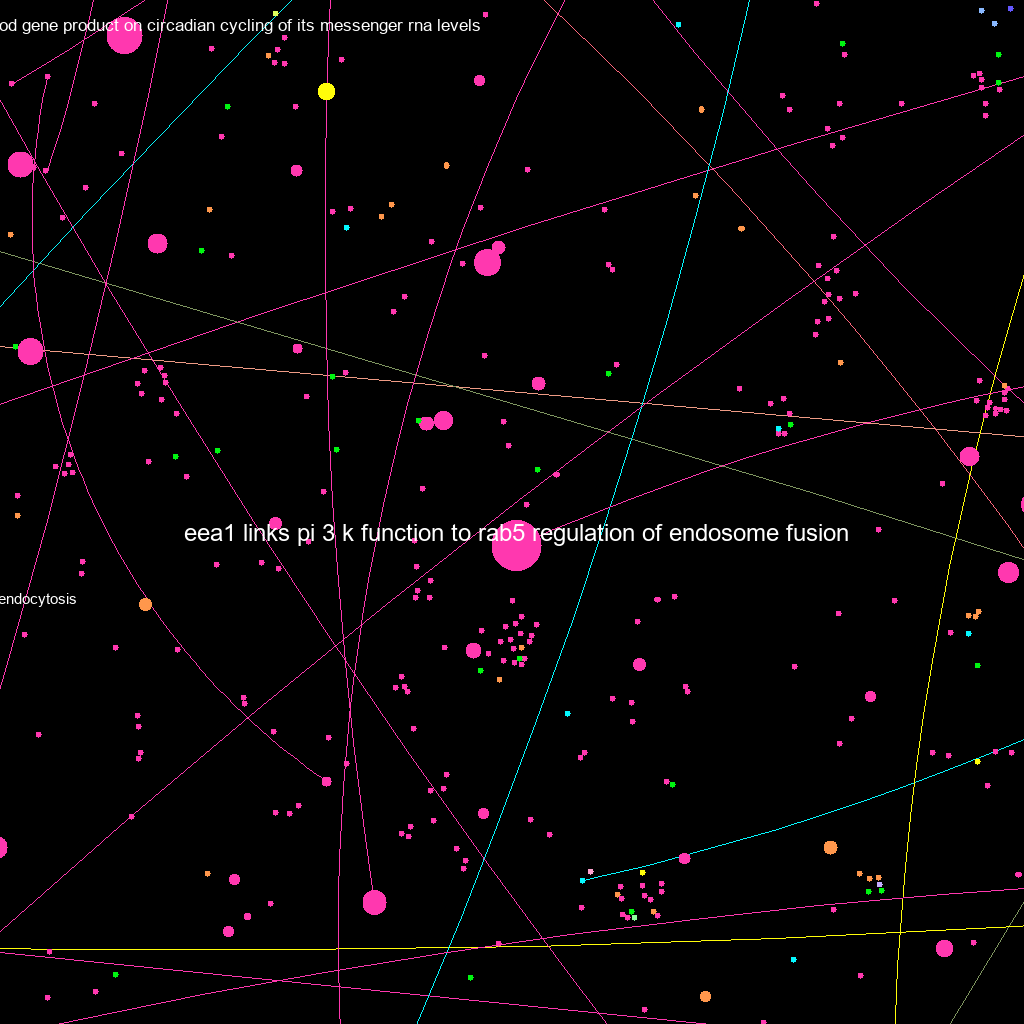 od gene product on circadian cycling of its messenger rna levels
eea1 links pi 3 k function to rab5 regulation of endosome fusion
endocytosis